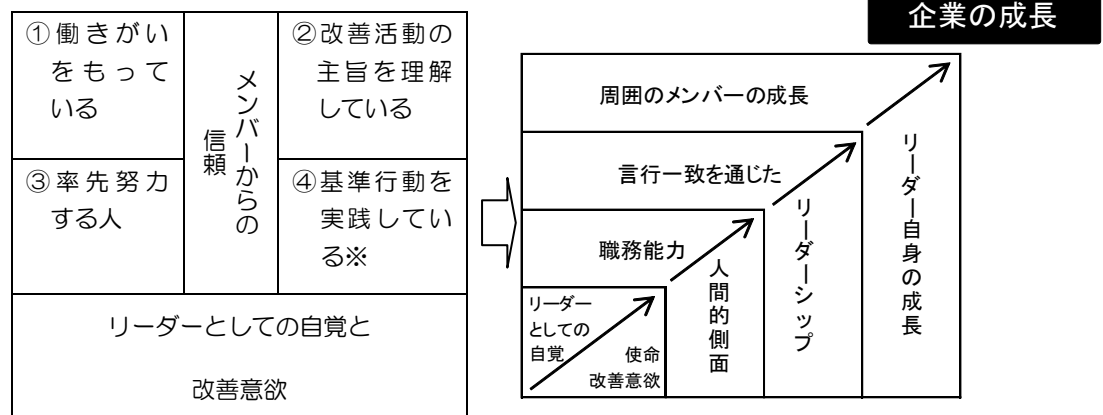 企業の成長
①働きがい
をもって
いる
メンバーからの
信頼
②改善活動の
主旨を理解
している
③率先努力
する人
④基準行動を
実践してい
る※
リーダーとしての自覚と
改善意欲
周囲のメンバーの成長
リーダー自身の成長
言行一致を通じた
リーダーシップ
職務能力
人間的側面
リーダー
としての
自覚
使命
改善意欲